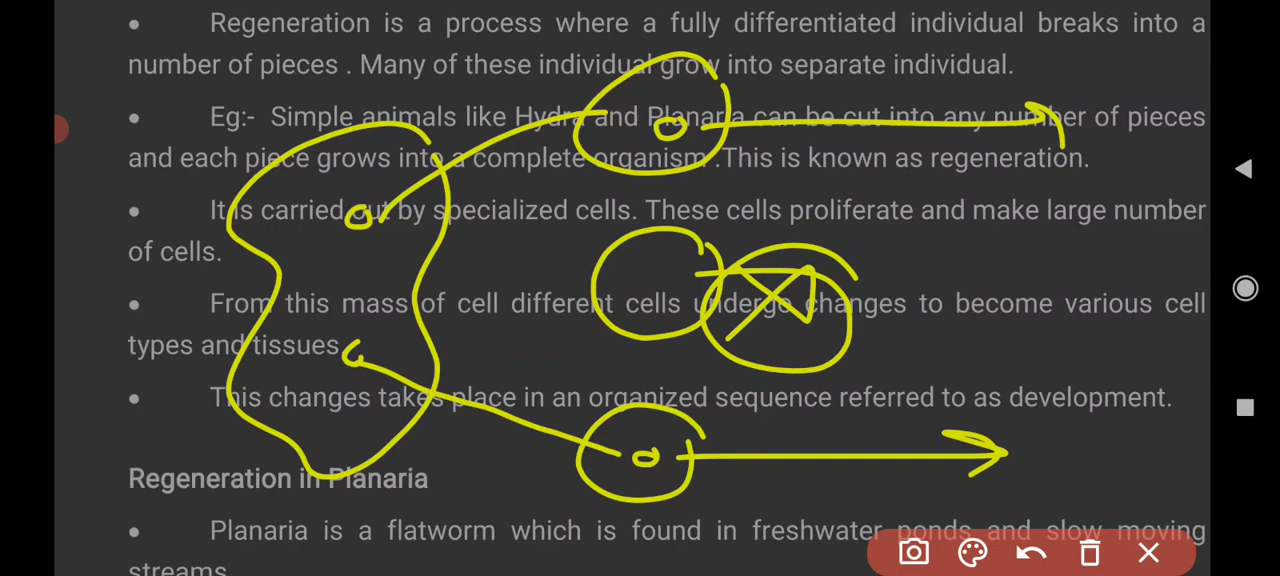 • Regeneration is a process where a fully differentiated individual breaks into a
number of pieces . Many of these individual grow into separate individual.
• Eg:- Simple animals like Hydra and Planaria can be cut into any number of pieces
and each piece grows into a complete organism .This is known as regeneration.
• It is carried out by specialized cells. These cells proliferate and make large number
of cells.
• From this mass of cell different cells undergo changes to become various cell
types and tissues.
• This changes takes place in an organized sequence referred to as development.
Regeneration in Planaria
• Planaria is a flatworm which is found in freshwater ponds and slow moving
streams